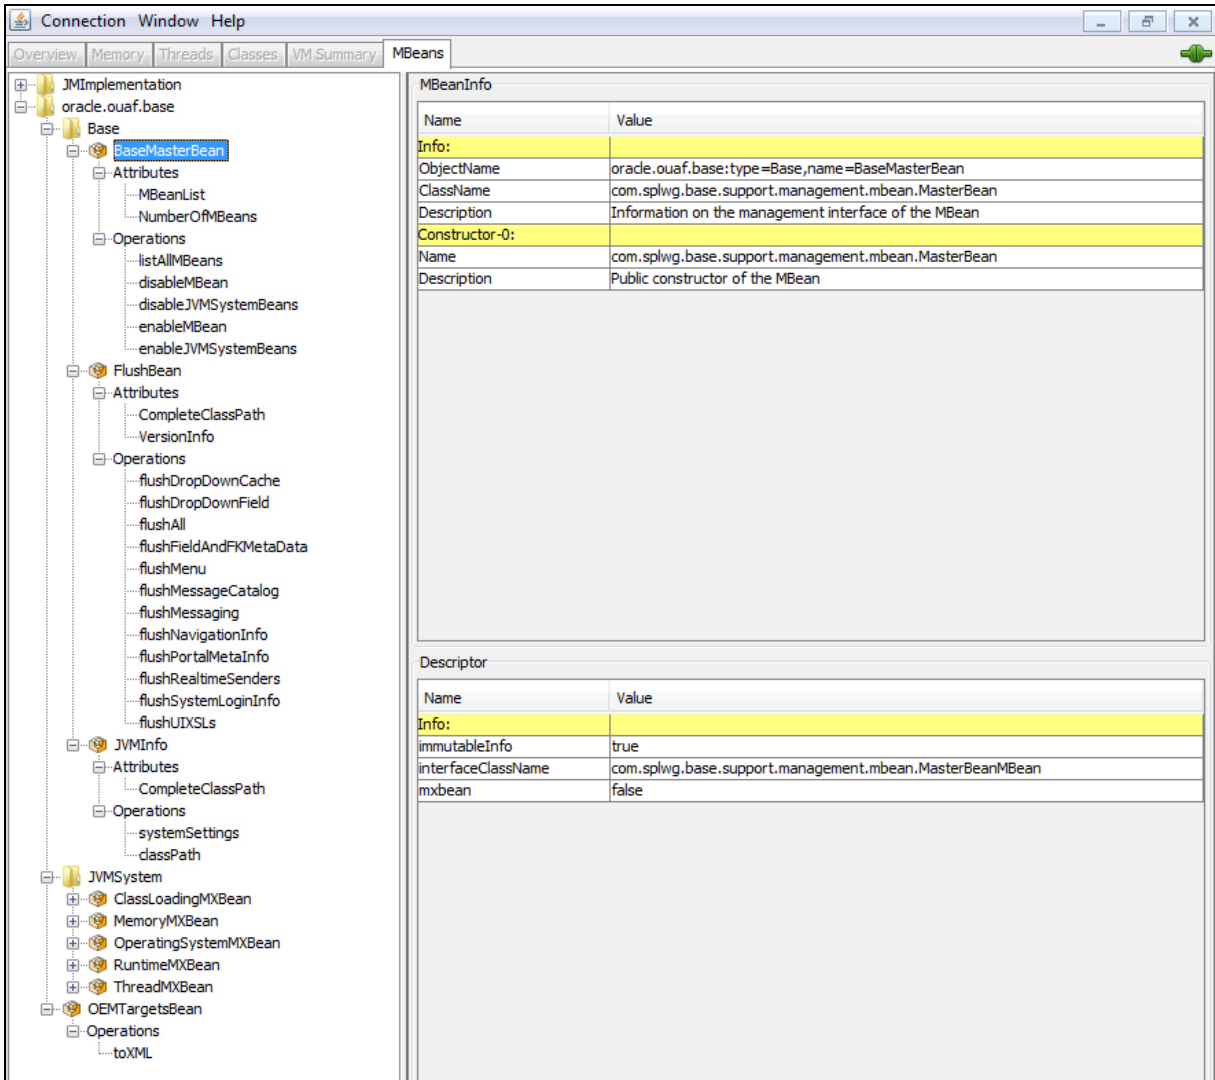 Connection Window Help
Overview Memory Threads Classes VM Summary MBeans
JMImplementation
oracle.ouaf.base
Base
BaseMasterBean
Attributes
MBeanList
NumberOfMBeans
Operations
listAllMBeans
disableMBean
disableJVMSystemBeans
enableMBean
enableJVMSystemBeans
FlushBean
Attributes
CompleteClassPath
VersionInfo
Operations
flushDropDownCache
flushDropDownField
flushAll
flushFieldAndFKMetaData
flushMenu
flushMessageCatalog
flushMessaging
flushNavigationInfo
flushPortalMetaInfo
flushRealtimeSenders
flushSystemLoginInfo
flushUIXSLs
JVMInfo
Attributes
CompleteClassPath
Operations
systemSettings
classPath
JVMSystem
ClassLoadingMXBean
MemoryMXBean
OperatingSystemMXBean
RuntimeMXBean
ThreadMXBean
OEMTargetsBean
Operations
toXML
MBeanInfo
Name Value
Info:
ObjectName oracle.ouaf.base:type=Base,name=BaseMasterBean
ClassName com.splwg.base.support.management.mbean.MasterBean
Description Information on the management interface of the MBean
Constructor-0:
Name com.splwg.base.support.management.mbean.MasterBean
Description Public constructor of the MBean
Descriptor
Name Value
Info:
immutableInfo true
interfaceClassName com.splwg.base.support.management.mbean.MasterBeanMBean
mxbean false